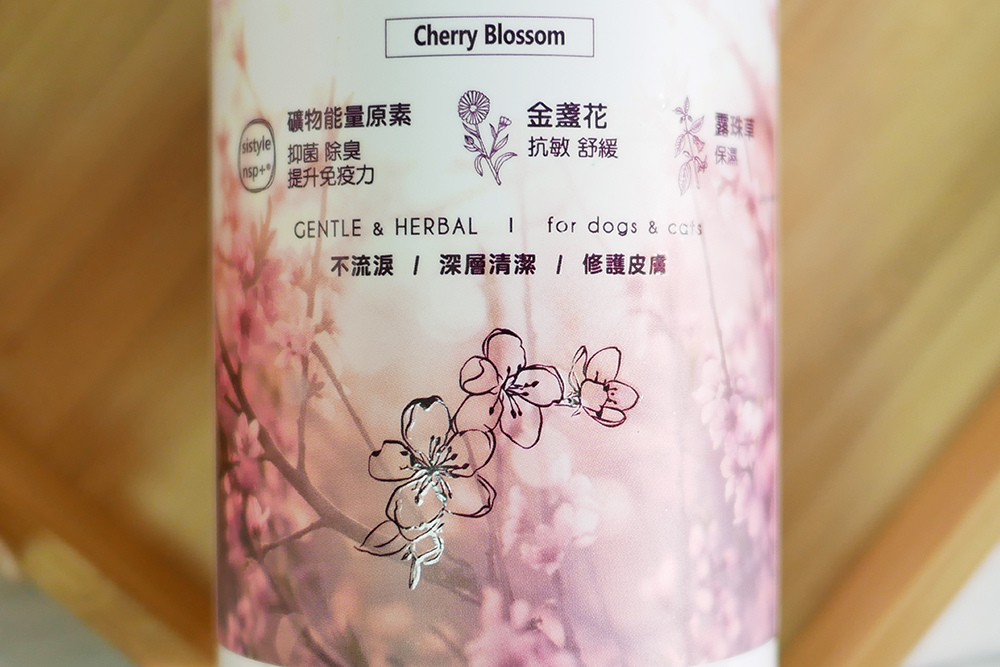 Cherry Blossom
sistyle
nsp+®
礦物能量原素
抑菌 除臭
提升免疫力
金盞花
抗敏 舒緩
露珠草
保濕
GENTLE & HERBAL | for dogs & cats
不流淚 / 深層清潔 / 修護皮膚